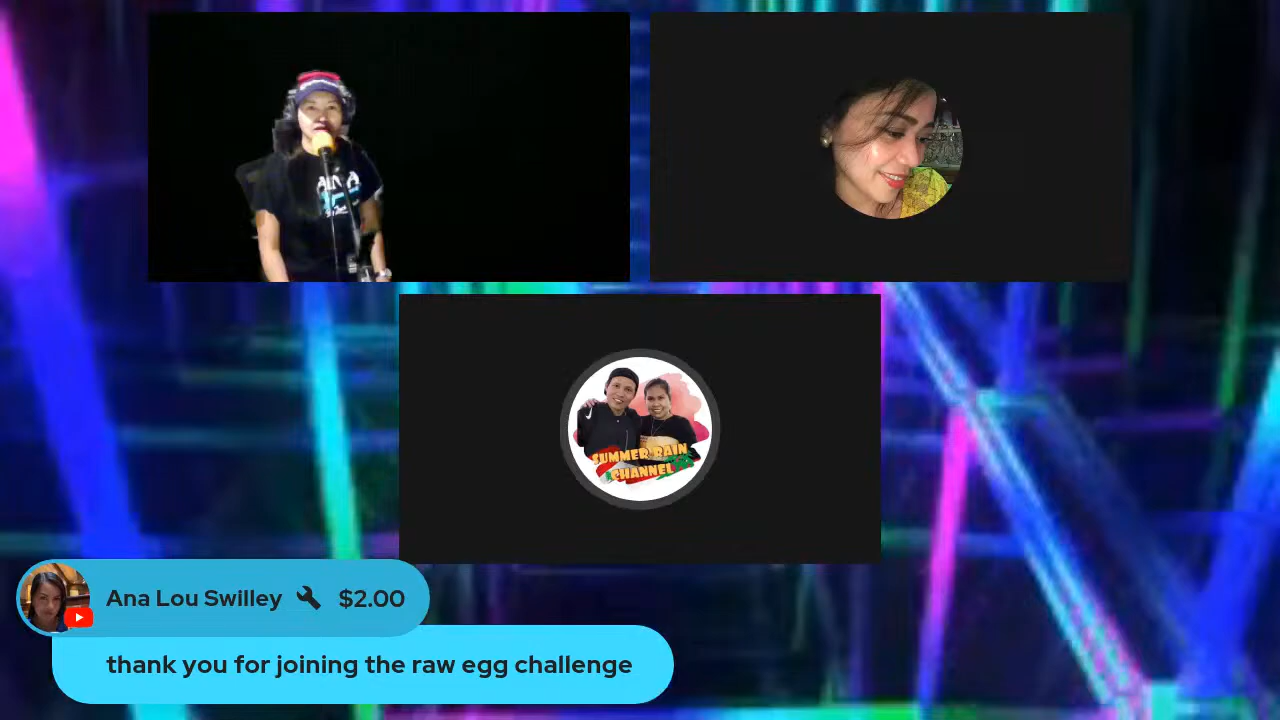 SUMMER RAIN
CHANNEL
Ana Lou Swilley $2.00
thank you for joining the raw egg challenge